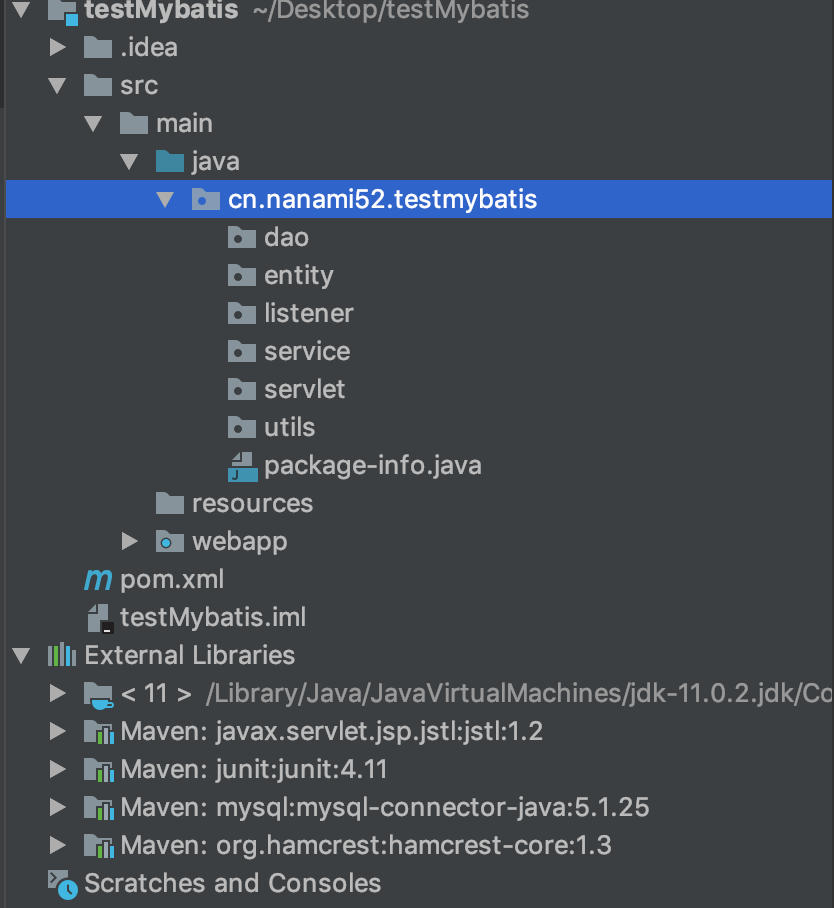 testMybatis ~/Desktop/testMybatis
.idea
src
main
java
cn.nanami52.testmybatis
dao
entity
listener
service
servlet
utils
package-info.java
resources
webapp
pom.xml
testMybatis.iml
External Libraries
< 11 > /Library/Java/JavaVirtualMachines/jdk-11.0.2.jdk/Co
Maven: javax.servlet.jsp.jstl:jstl:1.2
Maven: junit:junit:4.11
Maven: mysql:mysql-connector-java:5.1.25
Maven: org.hamcrest:hamcrest-core:1.3
Scratches and Consoles